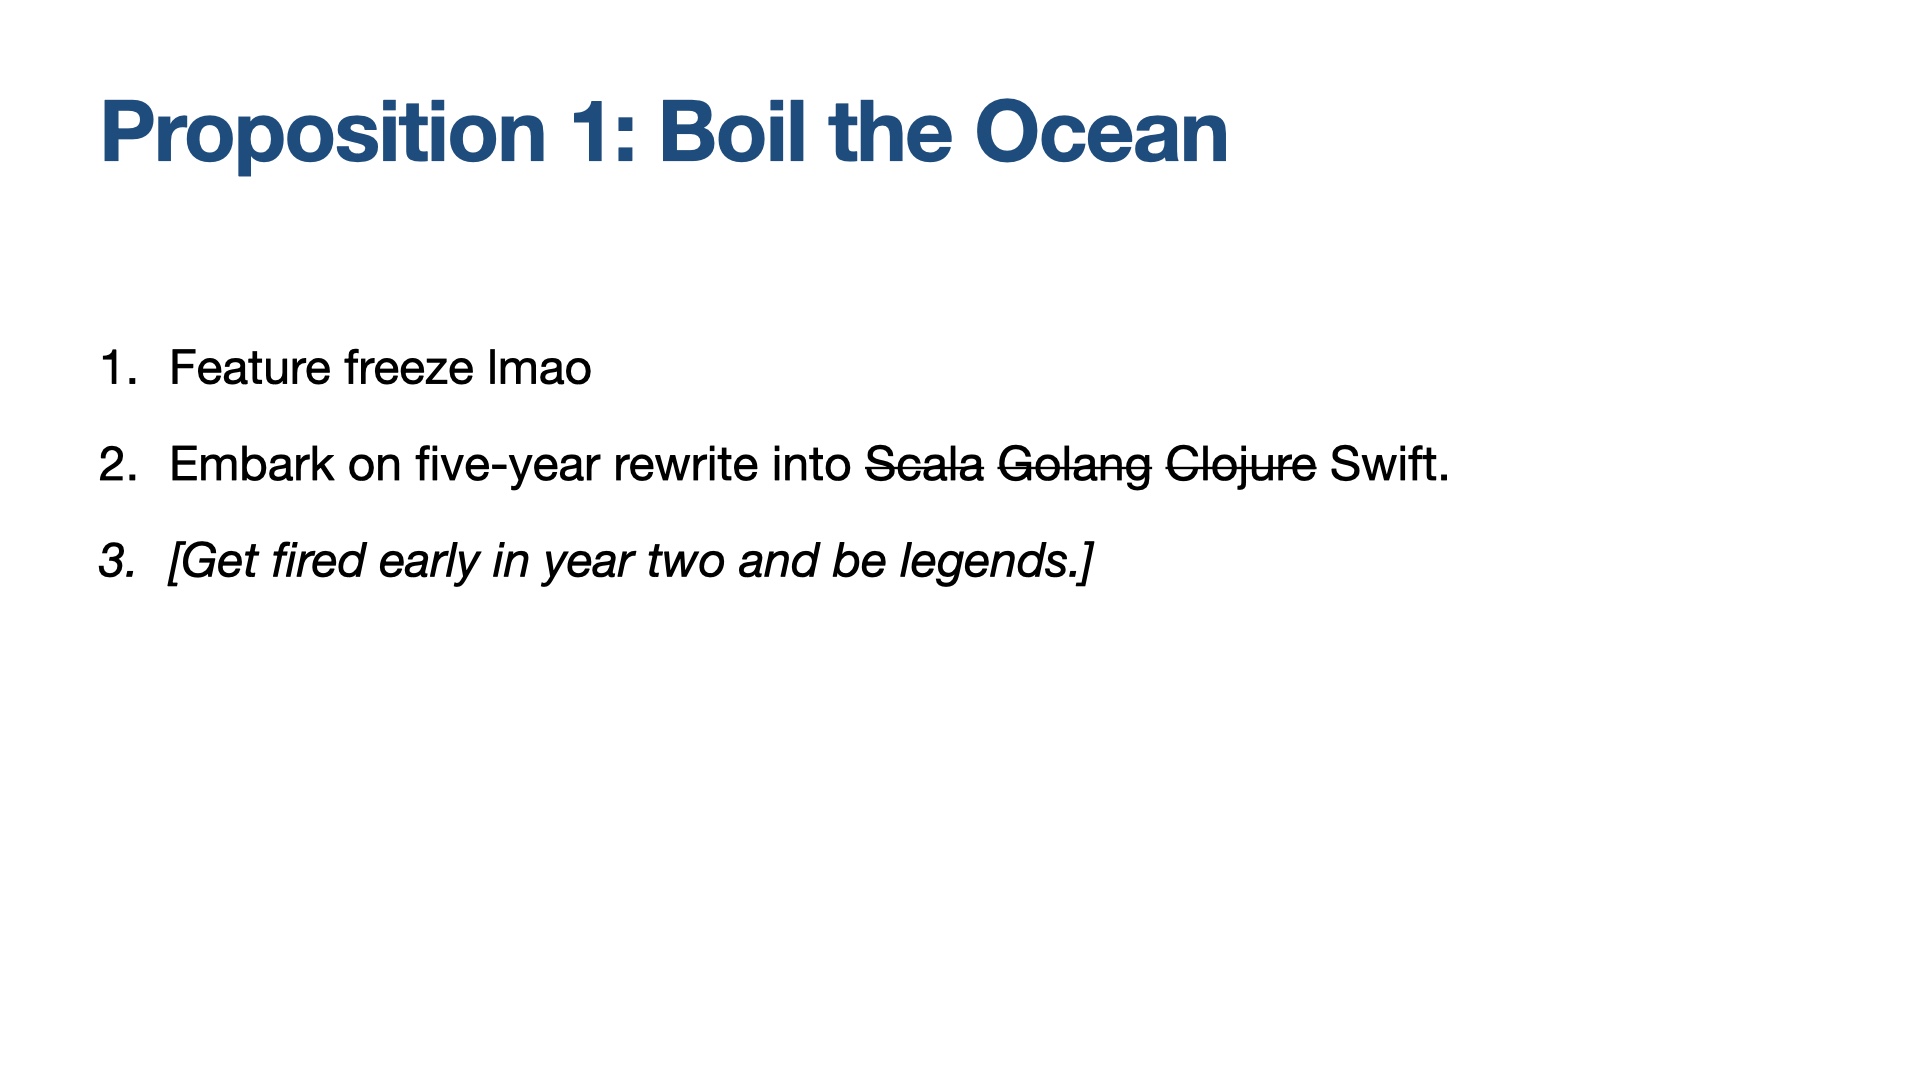 Proposition 1: Boil the Ocean
1. Feature freeze lmao
2. Embark on five-year rewrite into Scala Golang Clojure Swift.
3. [Get fired early in year two and be legends.]